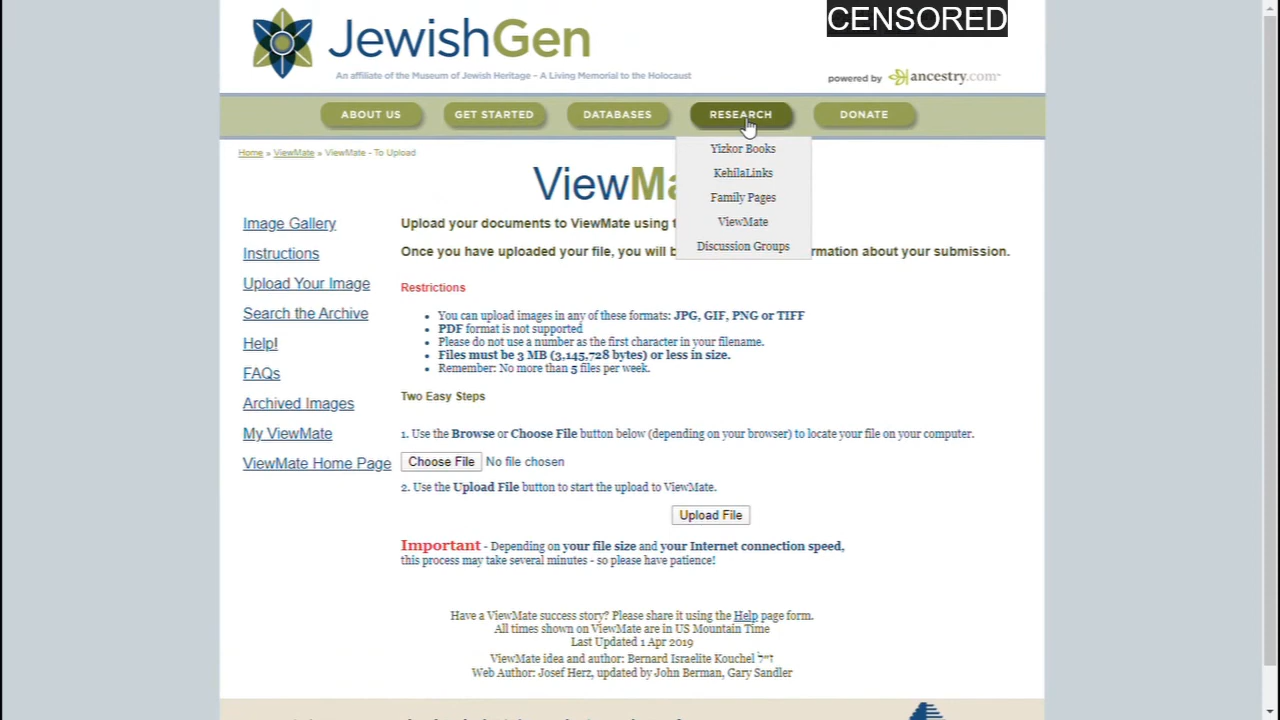 CENSORED
JewishGen
An affiliate of the Museum of Jewish Heritage - A Living Memorial to the Holocaust
powered by ancestry.com
ABOUT US
GET STARTED
DATABASES
RESEARCH
DONATE
Yizkor Books
KehilaLinks
Family Pages
ViewMate
Discussion Groups
Home » ViewMate » ViewMate - To Upload
ViewMa
Image Gallery
Instructions
Upload Your Image
Search the Archive
Help!
FAQs
Archived Images
My ViewMate
ViewMate Home Page
Upload your documents to ViewMate using
Once you have uploaded your file, you will be rmation about your submission.
Restrictions
• You can upload images in any of these formats: JPG, GIF, PNG or TIFF
• PDF format is not supported
• Please do not use a number as the first character in your filename.
• Files must be 3 MB (3,145,728 bytes) or less in size.
• Remember: No more than 5 files per week.
Two Easy Steps
1. Use the Browse or Choose File button below (depending on your browser) to locate your file on your computer.
Choose File No file chosen
2. Use the Upload File button to start the upload to ViewMate.
Upload File
Important - Depending on your file size and your Internet connection speed,
this process may take several minutes - so please have patience!
Have a ViewMate success story? Please share it using the Help page form.
All times shown on ViewMate are in US Mountain Time
Last Updated 1 Apr 2019
ViewMate idea and author: Bernard Israelite Kouchel ז״ל
Web Author: Josef Herz, updated by John Berman, Gary Sandler